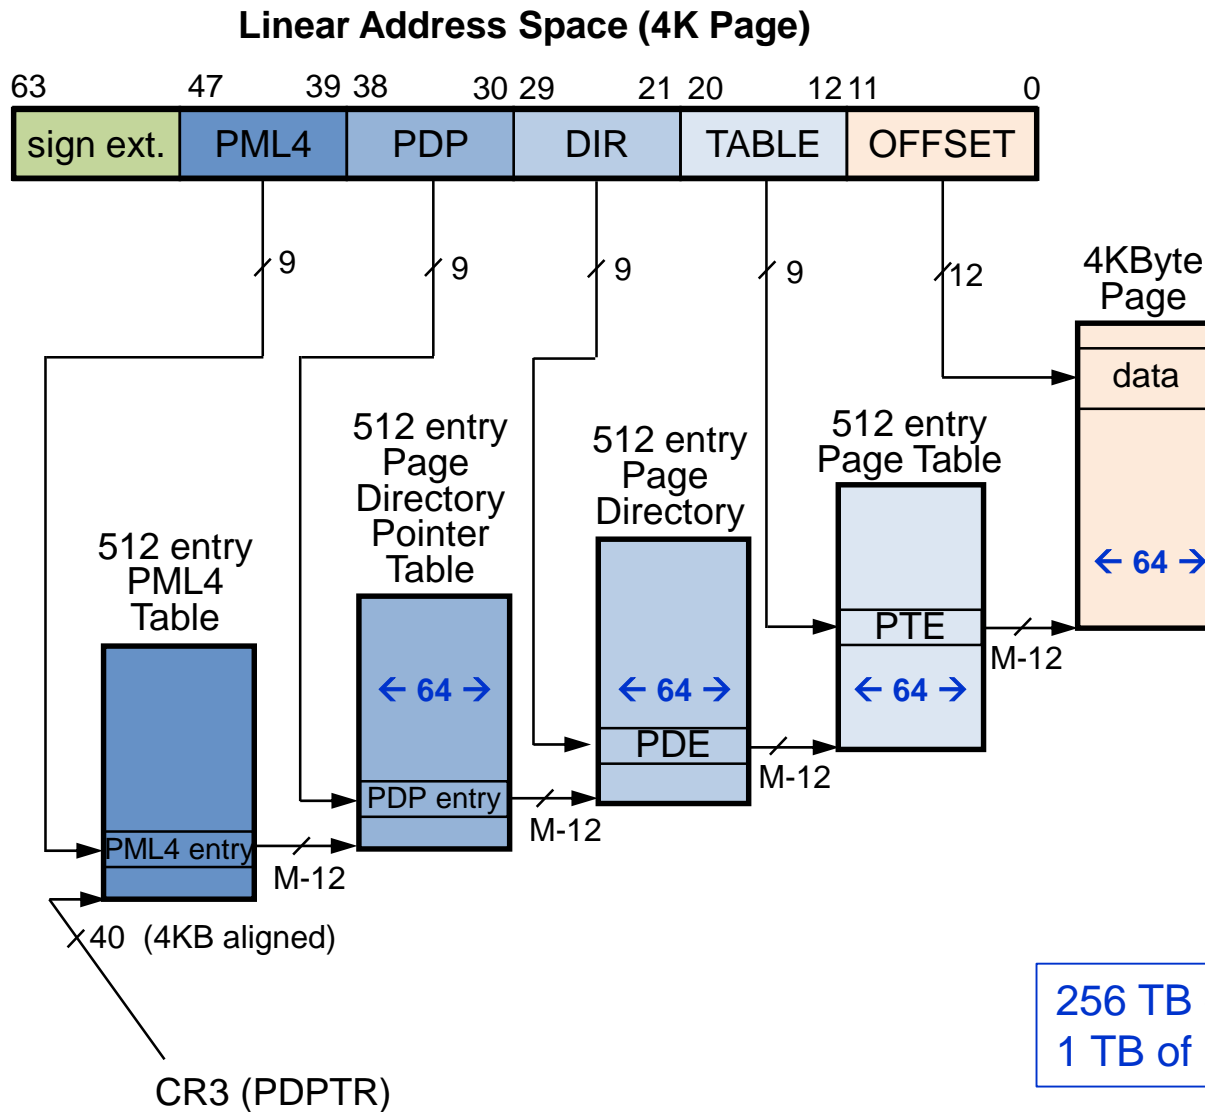 Linear Address Space (4K Page)
63 47 39 38 30 29 21 20 12 11 0
sign ext. PML4 PDP DIR TABLE OFFSET
9 9 9 9 12
4KByte
Page
data
← 64 →
512 entry
Page Table
PTE
← 64 →
M-12
512 entry
Page
Directory
← 64 →
PDE
M-12
512 entry
Page
Directory
Pointer
Table
← 64 →
PDP entry
M-12
512 entry
PML4
Table
PML4 entry
M-12
40 (4KB aligned)
CR3 (PDPTR)
256 TB
1 TB of